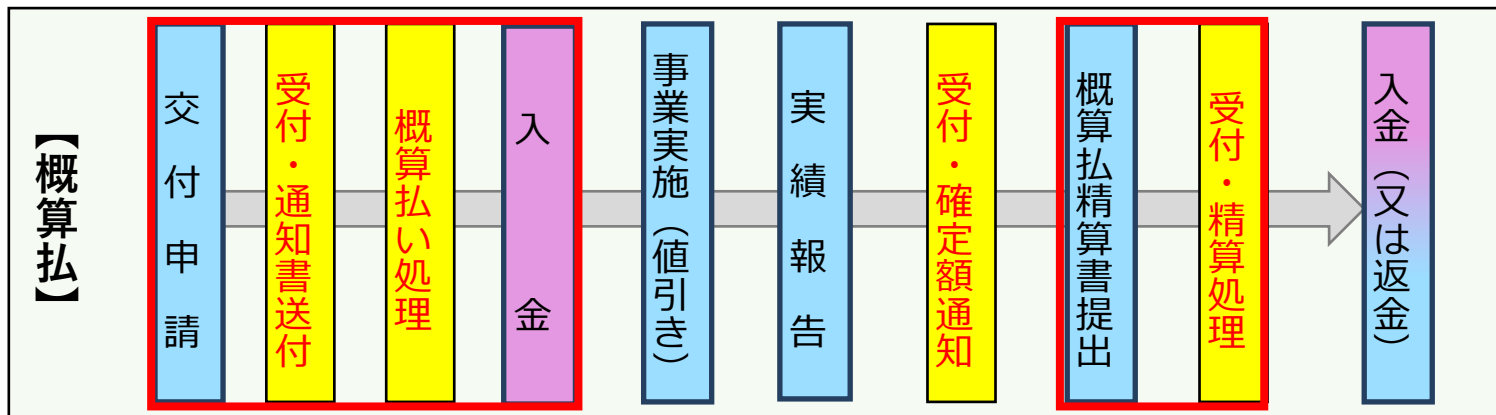 【概算払】
交付申請
受付・通知書送付
概算払い処理
入金
事業実施（値引き）
実績報告
受付・確定額通知
概算払精算書提出
受付・精算処理
入金（又は返金）